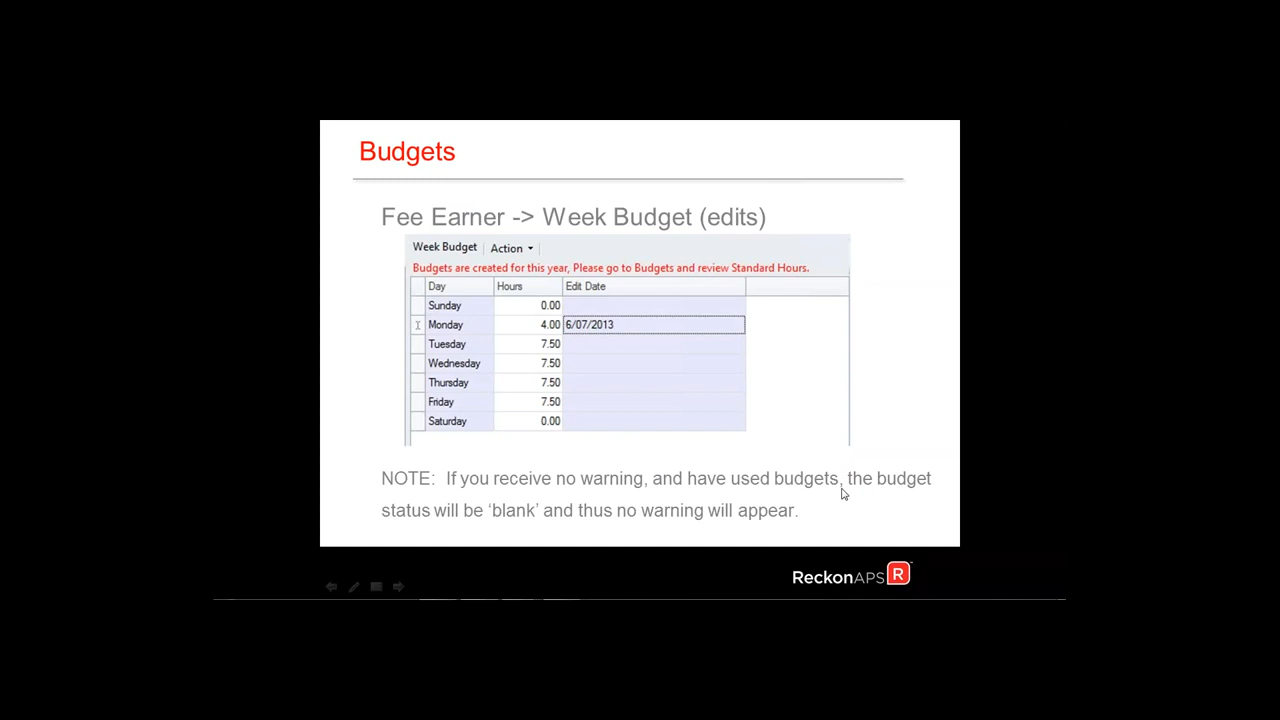 Budgets
Fee Earner -> Week Budget (edits)
Week Budget Action
Budgets are created for this year, Please go to Budgets and review Standard Hours.
Day Hours Edit Date
Sunday 0.00
Monday 4.00 6/07/2013
Tuesday 7.50
Wednesday 7.50
Thursday 7.50
Friday 7.50
Saturday 0.00
NOTE: If you receive no warning, and have used budgets, the budget
status will be ‘blank’ and thus no warning will appear.
ReckonAPS R